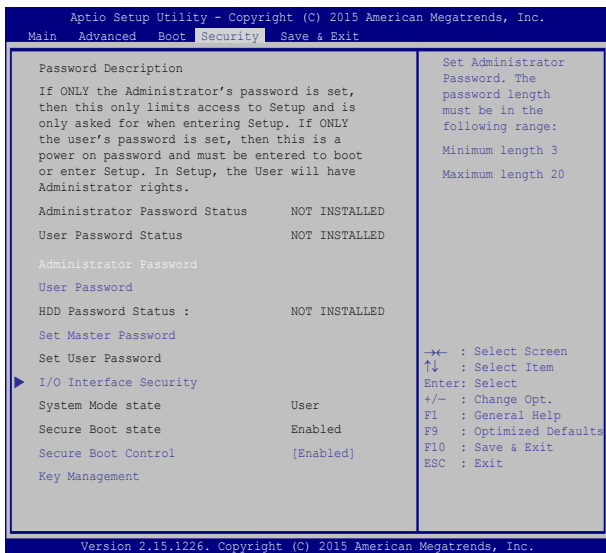 Aptio Setup Utility - Copyright (C) 2015 American Megatrends, Inc.
Main Advanced Boot Security Save & Exit
Password Description
If ONLY the Administrator's password is set,
then this only limits access to Setup and is
only asked for when entering Setup. If ONLY
the user's password is set, then this is a
power on password and must be entered to boot
or enter Setup. In Setup, the User will have
Administrator rights.
Administrator Password Status NOT INSTALLED
User Password Status NOT INSTALLED
Administrator Password
User Password
HDD Password Status : NOT INSTALLED
Set Master Password
Set User Password
I/O Interface Security
System Mode state User
Secure Boot state Enabled
Secure Boot Control [Enabled]
Key Management
Set Administrator
Password. The
password length
must be in the
following range:
Minimum length 3
Maximum length 20
→← : Select Screen
↑↓ : Select Item
Enter: Select
+/— : Change Opt.
F1 : General Help
F9 : Optimized Defaults
F10 : Save & Exit
ESC : Exit
Version 2.15.1226. Copyright (C) 2015 American Megatrends, Inc.